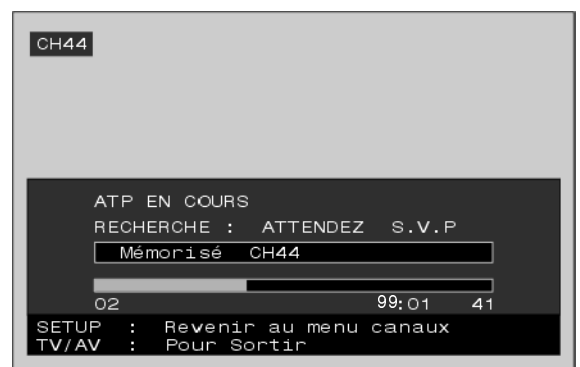 CH44
ATP EN COURS
RECHERCHE : ATTENDEZ S.V.P
Mémorisé CH44
02 99:01 41
SETUP : Revenir au menu canaux
TV/AV : Pour Sortir